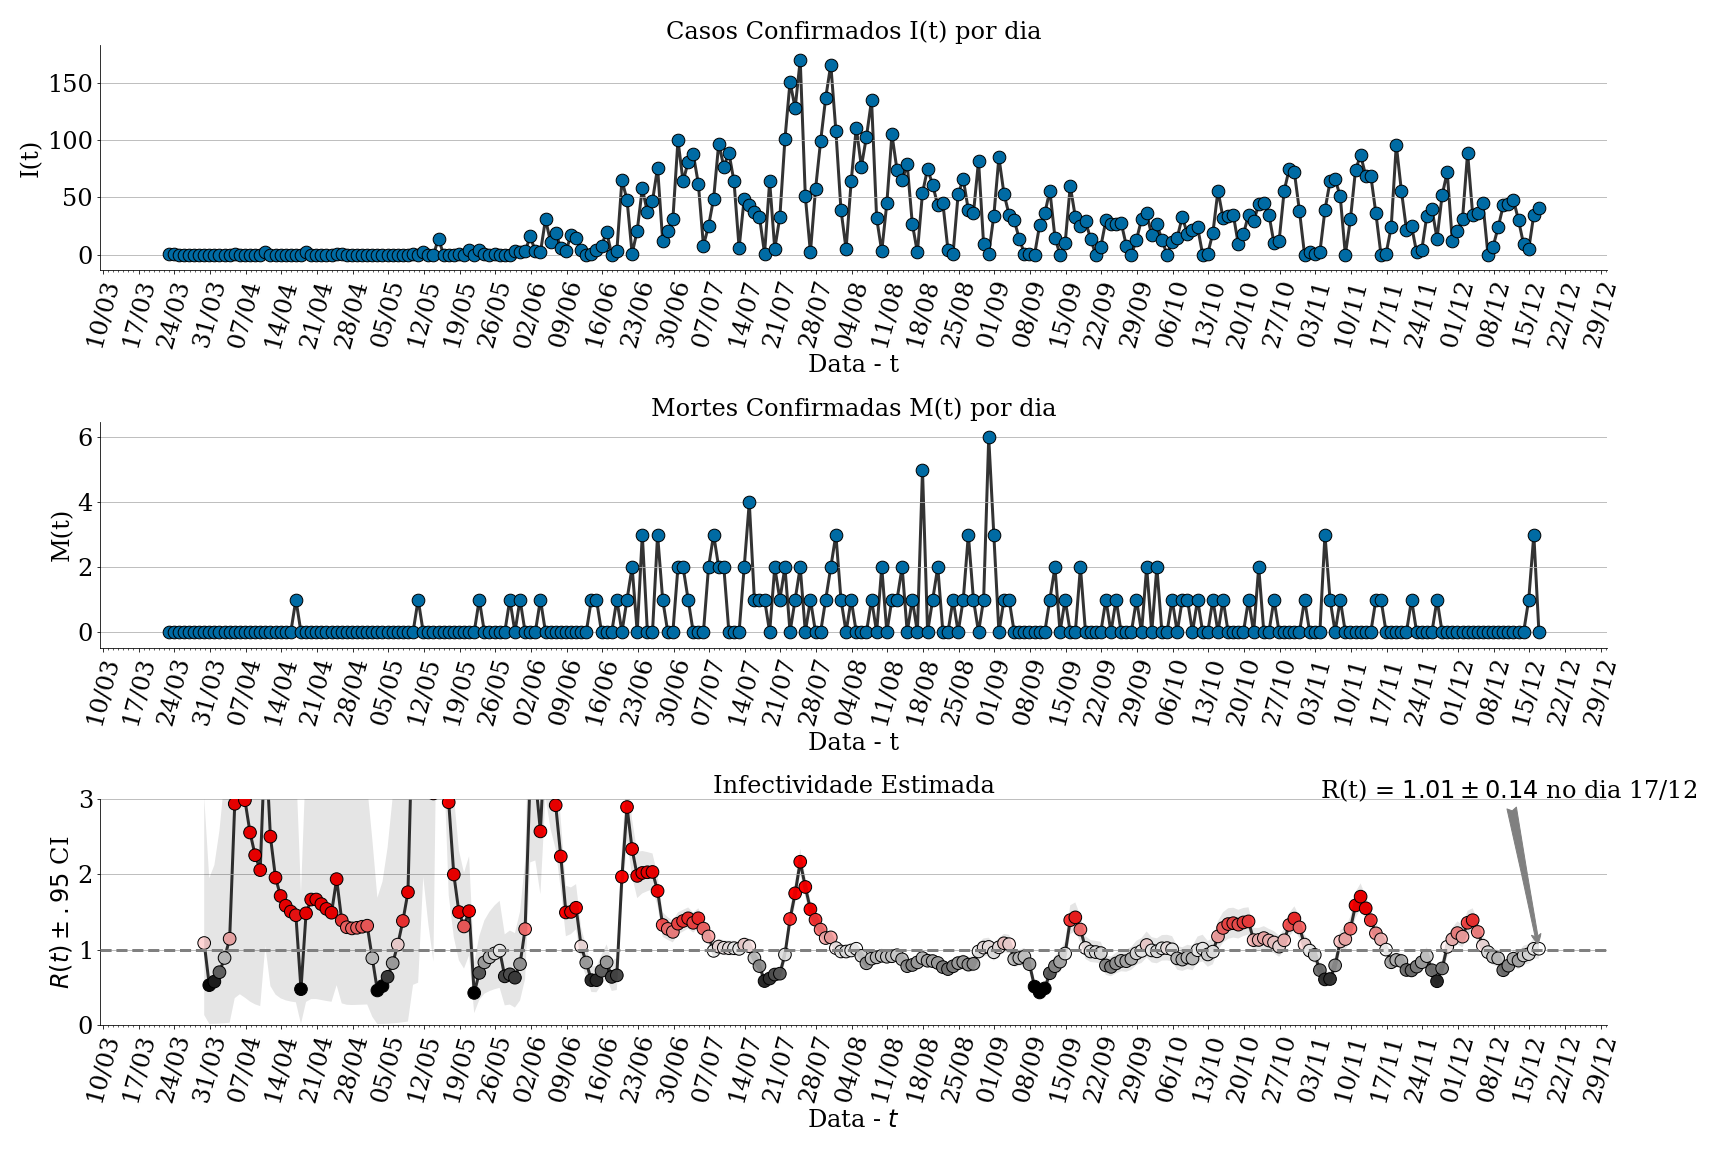 Casos Confirmados I(t) por dia
I(t)
150
100
50
0
10/03 17/03 24/03 31/03 07/04 14/04 21/04 28/04 05/05 12/05 19/05 26/05 02/06 09/06 16/06 23/06 30/06 07/07 14/07 21/07 28/07 04/08 11/08 18/08 25/08 01/09 08/09 15/09 22/09 29/09 06/10 13/10 20/10 27/10 03/11 10/11 17/11 24/11 01/12 08/12 15/12 22/12 29/12
Data - t
Mortes Confirmadas M(t) por dia
M(t)
6
4
2
0
10/03 17/03 24/03 31/03 07/04 14/04 21/04 28/04 05/05 12/05 19/05 26/05 02/06 09/06 16/06 23/06 30/06 07/07 14/07 21/07 28/07 04/08 11/08 18/08 25/08 01/09 08/09 15/09 22/09 29/09 06/10 13/10 20/10 27/10 03/11 10/11 17/11 24/11 01/12 08/12 15/12 22/12 29/12
Data - t
Infectividade Estimada
R(t) = 1.01 ± 0.14 no dia 17/12
R(t) ± .95 CI
3
2
1
0
10/03 17/03 24/03 31/03 07/04 14/04 21/04 28/04 05/05 12/05 19/05 26/05 02/06 09/06 16/06 23/06 30/06 07/07 14/07 21/07 28/07 04/08 11/08 18/08 25/08 01/09 08/09 15/09 22/09 29/09 06/10 13/10 20/10 27/10 03/11 10/11 17/11 24/11 01/12 08/12 15/12 22/12 29/12
Data - t